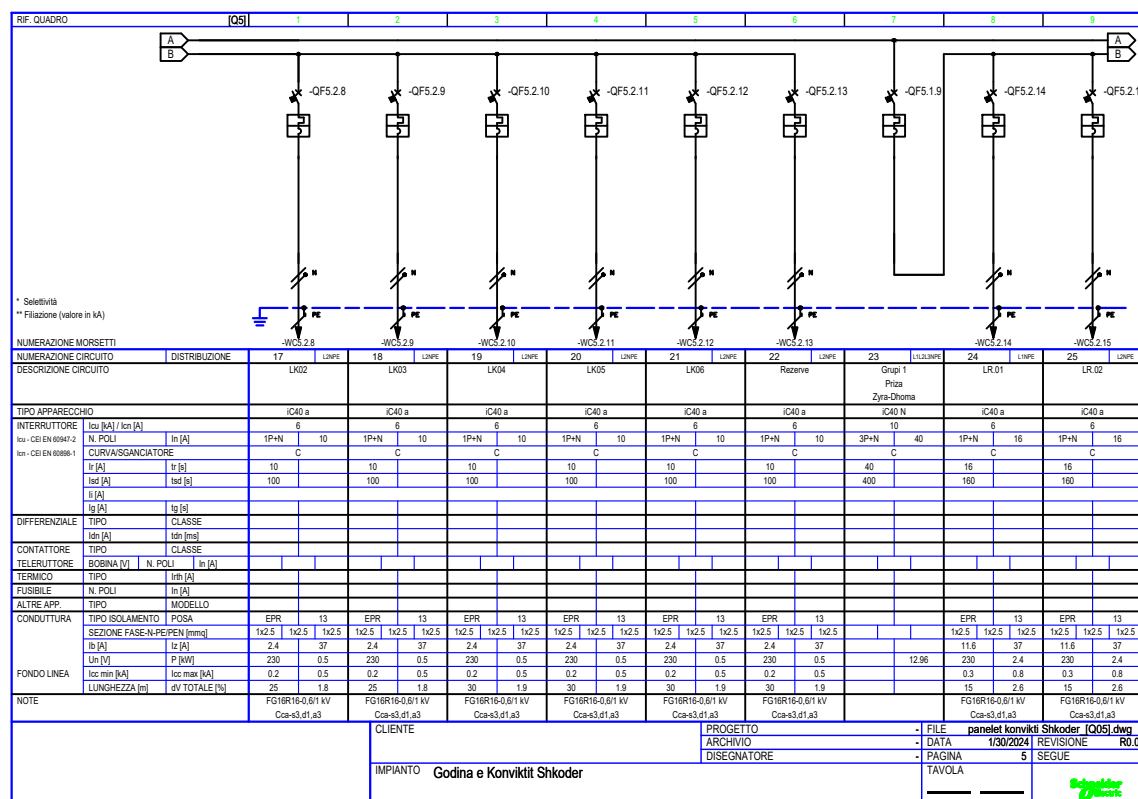 RIF. QUADRO [Q5] 1 2 3 4 5 6 7 8 9
A A
B B
-QF5.2.8 -QF5.2.9 -QF5.2.10 -QF5.2.11 -QF5.2.12 -QF5.2.13 -QF5.1.9 -QF5.2.14 -QF5.2.1
N N N N N N N N
* Selettività
** Filiazione (valore in kA)
PE PE PE PE PE PE PE PE
NUMERAZIONE MORSETTI -WC5.2.8 -WC5.2.9 -WC5.2.10 -WC5.2.11 -WC5.2.12 -WC5.2.13 -WC5.2.14 -WC5.2.15
NUMERAZIONE CIRCUITO DISTRIBUZIONE 17 L2NPE 18 L2NPE 19 L2NPE 20 L2NPE 21 L2NPE 22 L2NPE 23 L1L2L3NPE 24 L1NPE 25 L2NPE
DESCRIZIONE CIRCUITO LK02 LK03 LK04 LK05 LK06 Rezerve Grupi 1 LR.01 LR.02
Priza
Zyra-Dhoma
TIPO APPARECCHIO iC40 a iC40 a iC40 a iC40 a iC40 a iC40 a iC40 N iC40 a iC40 a
INTERRUTTORE Icu [kA] / Icn [A] 6 6 6 6 6 6 10 6 6
Icu - CEI EN 60947-2 N. POLI In [A] 1P+N 10 1P+N 10 1P+N 10 1P+N 10 1P+N 10 1P+N 10 3P+N 40 1P+N 16 1P+N 16
Icn - CEI EN 60898-1 CURVA/SGANCIATORE C C C C C C C C C
Ir [A] tr [s] 10 10 10 10 10 10 40 16 16
Isd [A] tsd [s] 100 100 100 100 100 100 400 160 160
Ii [A]
Ig [A] tg [s]
DIFFERENZIALE TIPO CLASSE
Idn [A] tdn [ms]
CONTATTORE TIPO CLASSE
TELERUTTORE BOBINA [V] N. POLI In [A]
TERMICO TIPO Irth [A]
FUSIBILE N. POLI In [A]
ALTRE APP. TIPO MODELLO
CONDUTTURA TIPO ISOLAMENTO POSA EPR 13 EPR 13 EPR 13 EPR 13 EPR 13 EPR 13 EPR 13 EPR 13
SEZIONE FASE-N-PE/PEN [mmq] 1x2.5 1x2.5 1x2.5 1x2.5 1x2.5 1x2.5 1x2.5 1x2.5 1x2.5 1x2.5 1x2.5 1x2.5 1x2.5 1x2.5 1x2.5 1x2.5 1x2.5 1x2.5 1x2.5 1x2.5 1x2.5 1x2.5 1x2.5 1x2.5
Ib [A] Iz [A] 2.4 37 2.4 37 2.4 37 2.4 37 2.4 37 2.4 37 11.6 37 11.6 37
Un [V] P [kW] 230 0.5 230 0.5 230 0.5 230 0.5 230 0.5 230 0.5 12.96 230 2.4 230 2.4
FONDO LINEA Icc min [kA] Icc max [kA] 0.2 0.5 0.2 0.5 0.2 0.5 0.2 0.5 0.2 0.5 0.2 0.5 0.3 0.8 0.3 0.8
LUNGHEZZA [m] dV TOTALE [%] 25 1.8 25 1.8 30 1.9 30 1.9 30 1.9 30 1.9 15 2.6 15 2.6
NOTE FG16R16-0,6/1 kV FG16R16-0,6/1 kV FG16R16-0,6/1 kV FG16R16-0,6/1 kV FG16R16-0,6/1 kV FG16R16-0,6/1 kV FG16R16-0,6/1 kV FG16R16-0,6/1 kV
Cca-s3,d1,a3 Cca-s3,d1,a3 Cca-s3,d1,a3 Cca-s3,d1,a3 Cca-s3,d1,a3 Cca-s3,d1,a3 Cca-s3,d1,a3 Cca-s3,d1,a3
CLIENTE PROGETTO - FILE panelet konvikti Shkoder_[Q05].dwg
ARCHIVIO - DATA 1/30/2024 REVISIONE R0.0
DISEGNATORE - PAGINA 5 SEGUE
IMPIANTO Godina e Konviktit Shkoder TAVOLA
Schneider
Electric